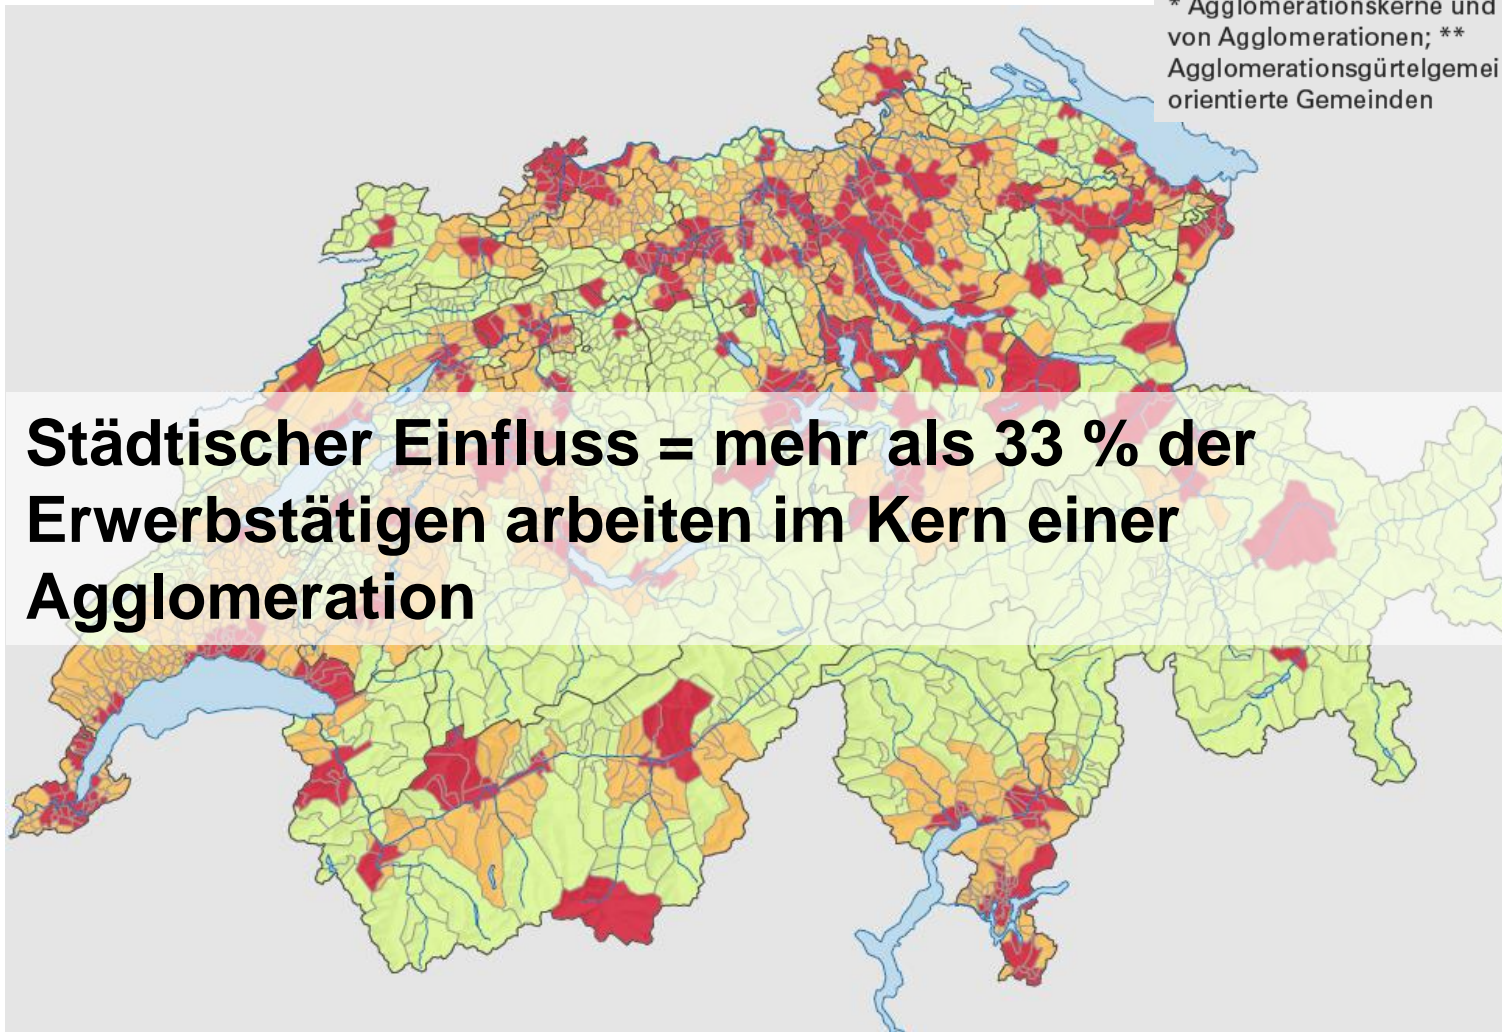 * Agglomerationskerne und
von Agglomerationen; **
Agglomerationsgürtelgemei
orientierte Gemeinden
Städtischer Einfluss = mehr als 33 % der
Erwerbstätigen arbeiten im Kern einer
Agglomeration